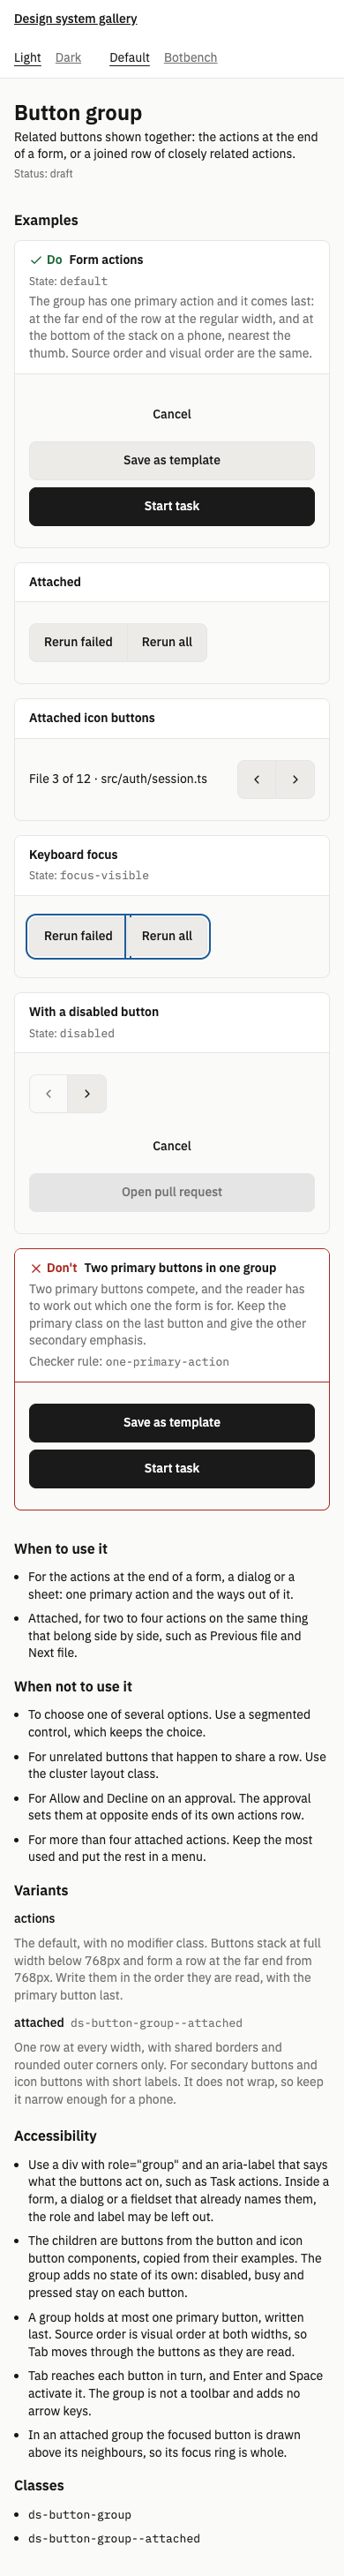 Design system gallery
Light Dark Default Botbench
Button group
Related buttons shown together: the actions at the end
of a form, or a joined row of closely related actions.
Status: draft
Examples
Do Form actions
State: default
The group has one primary action and it comes last:
at the far end of the row at the regular width, and at
the bottom of the stack on a phone, nearest the
thumb. Source order and visual order are the same.
Cancel
Save as template
Start task
Attached
Rerun failed Rerun all
Attached icon buttons
File 3 of 12 · src/auth/session.ts
Keyboard focus
State: focus-visible
Rerun failed Rerun all
With a disabled button
State: disabled
Cancel
Open pull request
Don't Two primary buttons in one group
Two primary buttons compete, and the reader has
to work out which one the form is for. Keep the
primary class on the last button and give the other
secondary emphasis.
Checker rule: one-primary-action
Save as template
Start task
When to use it
• For the actions at the end of a form, a dialog or a
sheet: one primary action and the ways out of it.
• Attached, for two to four actions on the same thing
that belong side by side, such as Previous file and
Next file.
When not to use it
• To choose one of several options. Use a segmented
control, which keeps the choice.
• For unrelated buttons that happen to share a row. Use
the cluster layout class.
• For Allow and Decline on an approval. The approval
sets them at opposite ends of its own actions row.
• For more than four attached actions. Keep the most
used and put the rest in a menu.
Variants
actions
The default, with no modifier class. Buttons stack at full
width below 768px and form a row at the far end from
768px. Write them in the order they are read, with the
primary button last.
attached ds-button-group--attached
One row at every width, with shared borders and
rounded outer corners only. For secondary buttons and
icon buttons with short labels. It does not wrap, so keep
it narrow enough for a phone.
Accessibility
• Use a div with role="group" and an aria-label that says
what the buttons act on, such as Task actions. Inside a
form, a dialog or a fieldset that already names them,
the role and label may be left out.
• The children are buttons from the button and icon
button components, copied from their examples. The
group adds no state of its own: disabled, busy and
pressed stay on each button.
• A group holds at most one primary button, written
last. Source order is visual order at both widths, so
Tab moves through the buttons as they are read.
• Tab reaches each button in turn, and Enter and Space
activate it. The group is not a toolbar and adds no
arrow keys.
• In an attached group the focused button is drawn
above its neighbours, so its focus ring is whole.
Classes
• ds-button-group
• ds-button-group--attached